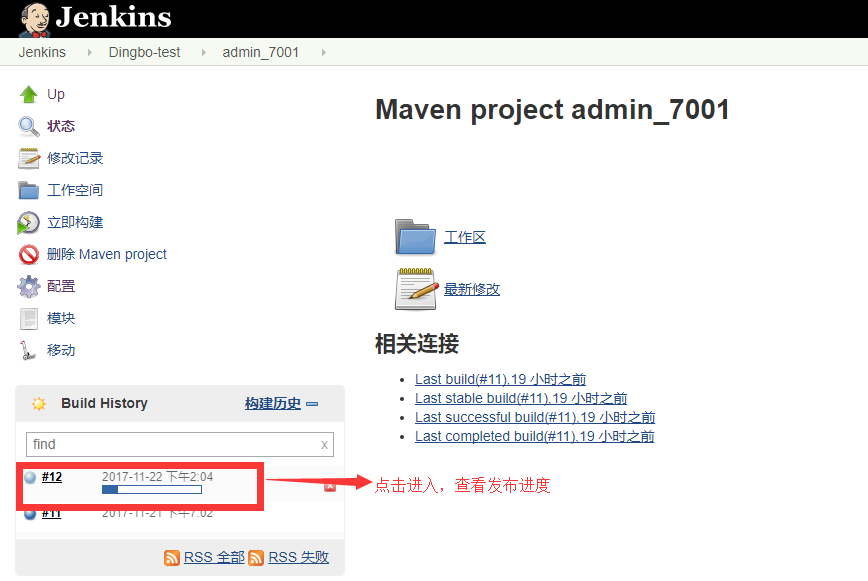 Jenkins
Jenkins Dingbo-test admin_7001
Up
状态
修改记录
工作空间
立即构建
删除 Maven project
配置
模块
移动
Maven project admin_7001
工作区
最新修改
相关连接
Last build(#11),19 小时之前
Last stable build(#11),19 小时之前
Last successful build(#11),19 小时之前
Last completed build(#11),19 小时之前
Build History 构建历史
find x
#12 2017-11-22 下午2:04
点击进入，查看发布进度
#11 2017-11-21 下午7:02
RSS 全部 RSS 失败